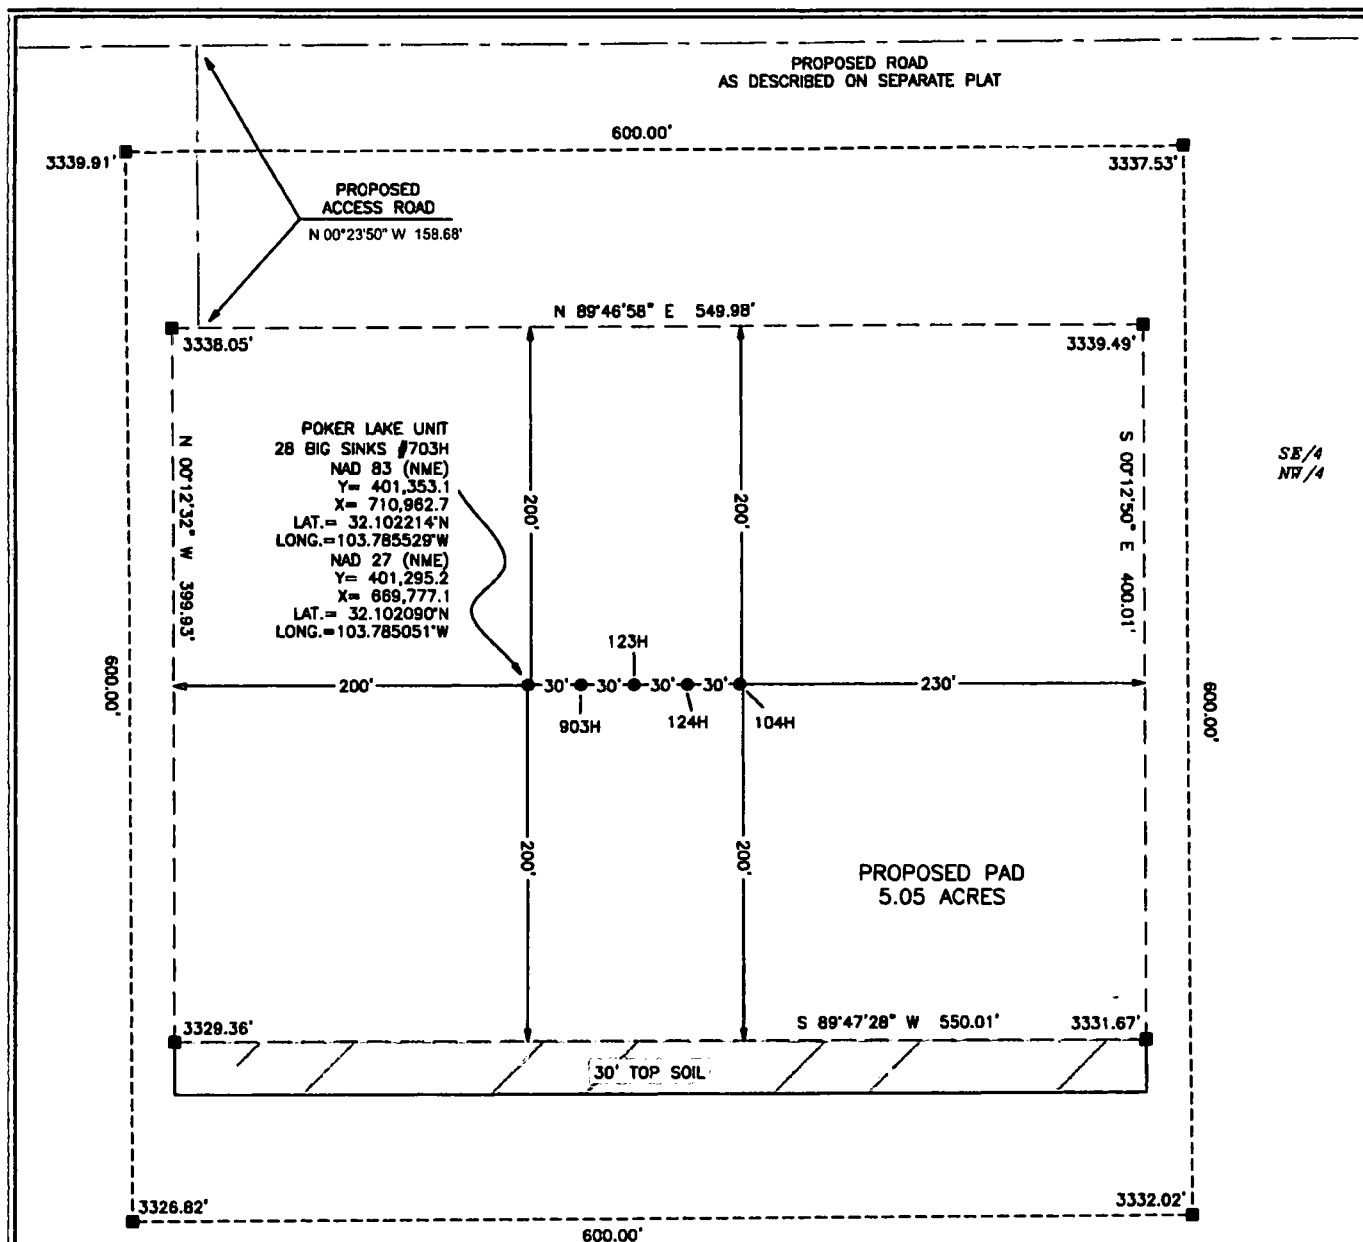 PROPOSED ROAD
AS DESCRIBED ON SEPARATE PLAT
600.00'
3339.91'
3337.53'
PROPOSED
ACCESS ROAD
N 00°23'50" W 158.68'
N 89°46'58" E 549.98'
3338.05'
3339.49'
POKER LAKE UNIT
28 BIG SINKS #703H
NAD 83 (NME)
Y= 401,353.1
X= 710,962.7
LAT.= 32.102214°N
LONG.=103.785529°W
NAD 27 (NME)
Y= 401,295.2
X= 669,777.1
LAT.= 32.102090°N
LONG.=103.785051°W
N 00°12'32" W 399.93'
S 00°12'50" E 400.01'
SE/4
NW/4
200'
200'
600.00'
600.00'
123H
200'
30'
30'
30'
30'
230'
903H
124H
104H
200'
200'
PROPOSED PAD
5.05 ACRES
3329.36'
S 89°47'28" W 550.01'
3331.67'
30' TOP SOIL
3326.82'
3332.02'
600.00'